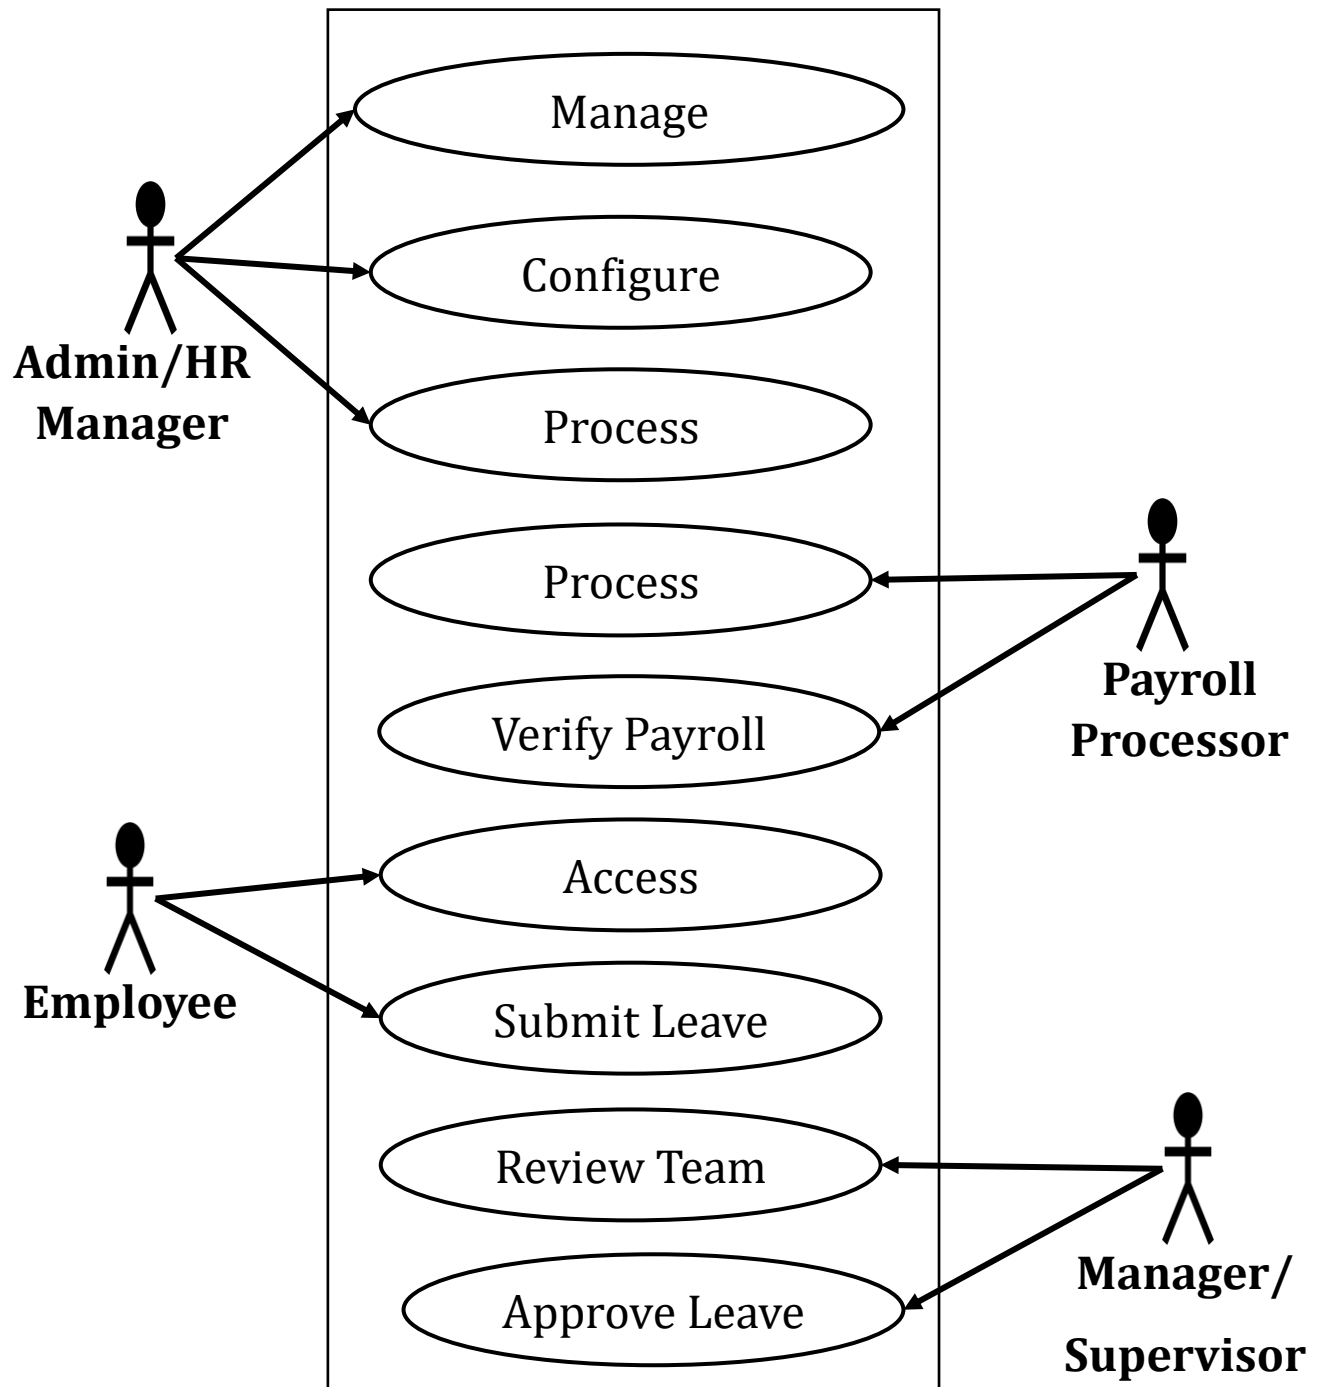 Manage
Configure
Admin/HR
Manager
Process
Process
Payroll
Processor
Verify Payroll
Access
Employee
Submit Leave
Review Team
Manager/
Supervisor
Approve Leave